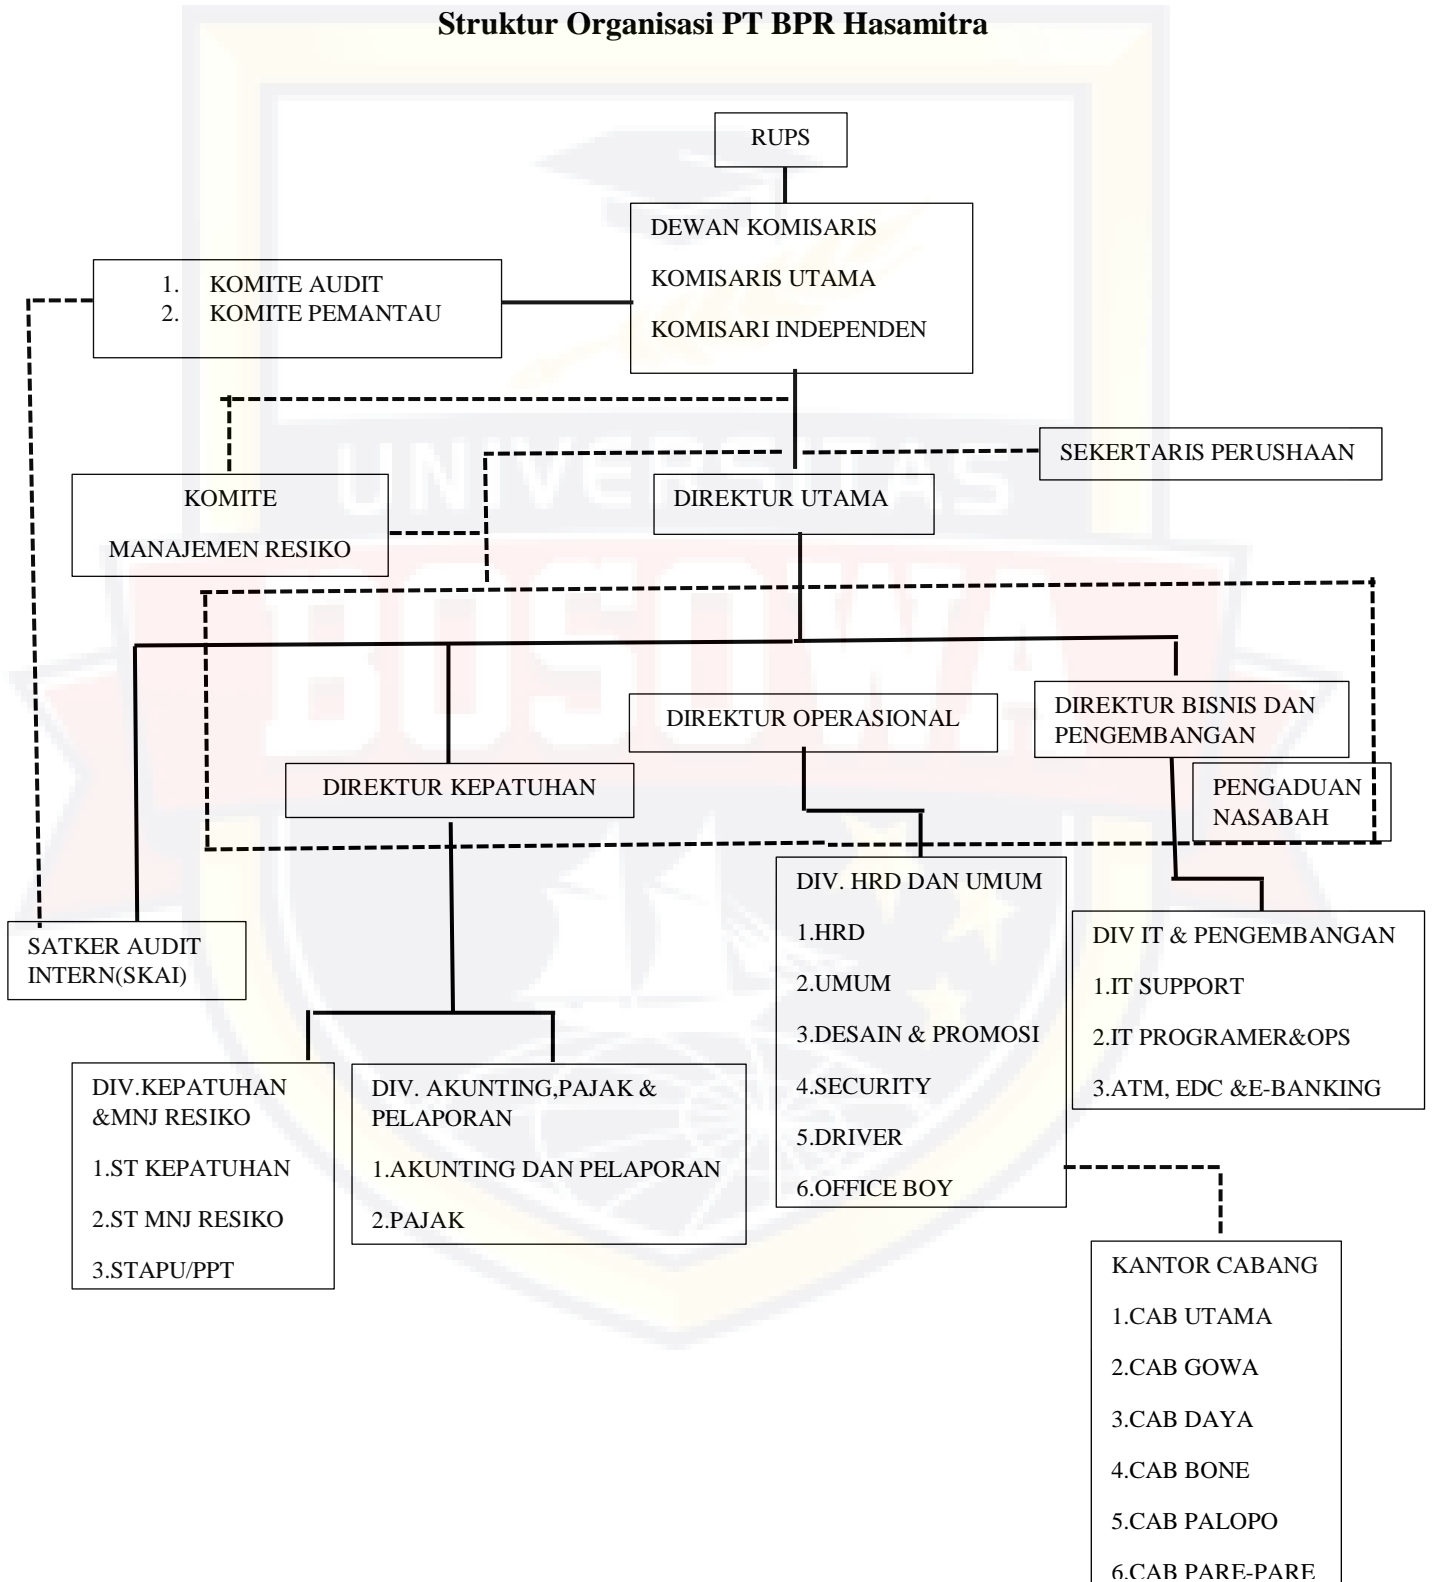 Struktur Organisasi PT BPR Hasamitra
RUPS
DEWAN KOMISARIS
KOMISARIS UTAMA
KOMISARI INDEPENDEN
1. KOMITE AUDIT
2. KOMITE PEMANTAU
SEKERTARIS PERUSHAAN
KOMITE
MANAJEMEN RESIKO
DIREKTUR UTAMA
UNIVERSITAS
BOSOWA
DIREKTUR OPERASIONAL
DIREKTUR BISNIS DAN
PENGEMBANGAN
DIREKTUR KEPATUHAN
PENGADUAN
NASABAH
SATKER AUDIT
INTERN(SKAI)
DIV. HRD DAN UMUM
1.HRD
2.UMUM
3.DESAIN & PROMOSI
4.SECURITY
5.DRIVER
6.OFFICE BOY
DIV IT & PENGEMBANGAN
1.IT SUPPORT
2.IT PROGRAMER&OPS
3.ATM, EDC &E-BANKING
DIV.KEPATUHAN
&MNJ RESIKO
1.ST KEPATUHAN
2.ST MNJ RESIKO
3.STAPU/PPT
DIV. AKUNTING,PAJAK &
PELAPORAN
1.AKUNTING DAN PELAPORAN
2.PAJAK
KANTOR CABANG
1.CAB UTAMA
2.CAB GOWA
3.CAB DAYA
4.CAB BONE
5.CAB PALOPO
6.CAB PARE-PARE